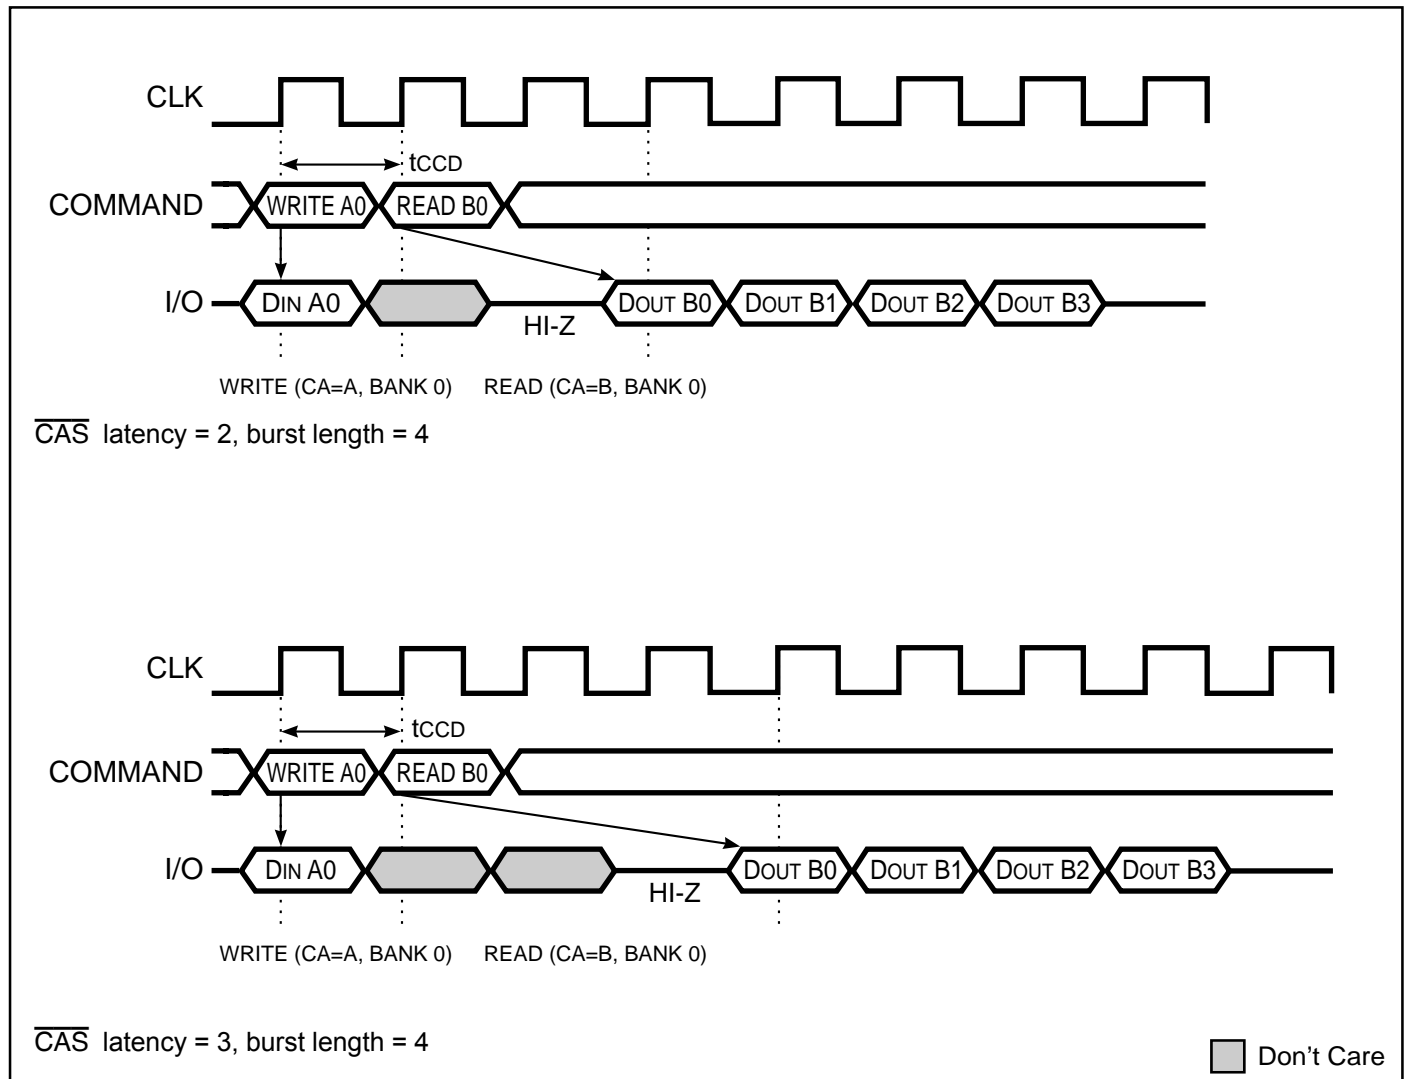 CLK
tCCD
COMMAND WRITE A0 READ B0
I/O DIN A0 DOUT B0 DOUT B1 DOUT B2 DOUT B3
HI-Z
WRITE (CA=A, BANK 0) READ (CA=B, BANK 0)
CAS latency = 2, burst length = 4
CLK
tCCD
COMMAND WRITE A0 READ B0
I/O DIN A0 DOUT B0 DOUT B1 DOUT B2 DOUT B3
HI-Z
WRITE (CA=A, BANK 0) READ (CA=B, BANK 0)
CAS latency = 3, burst length = 4
Don't Care